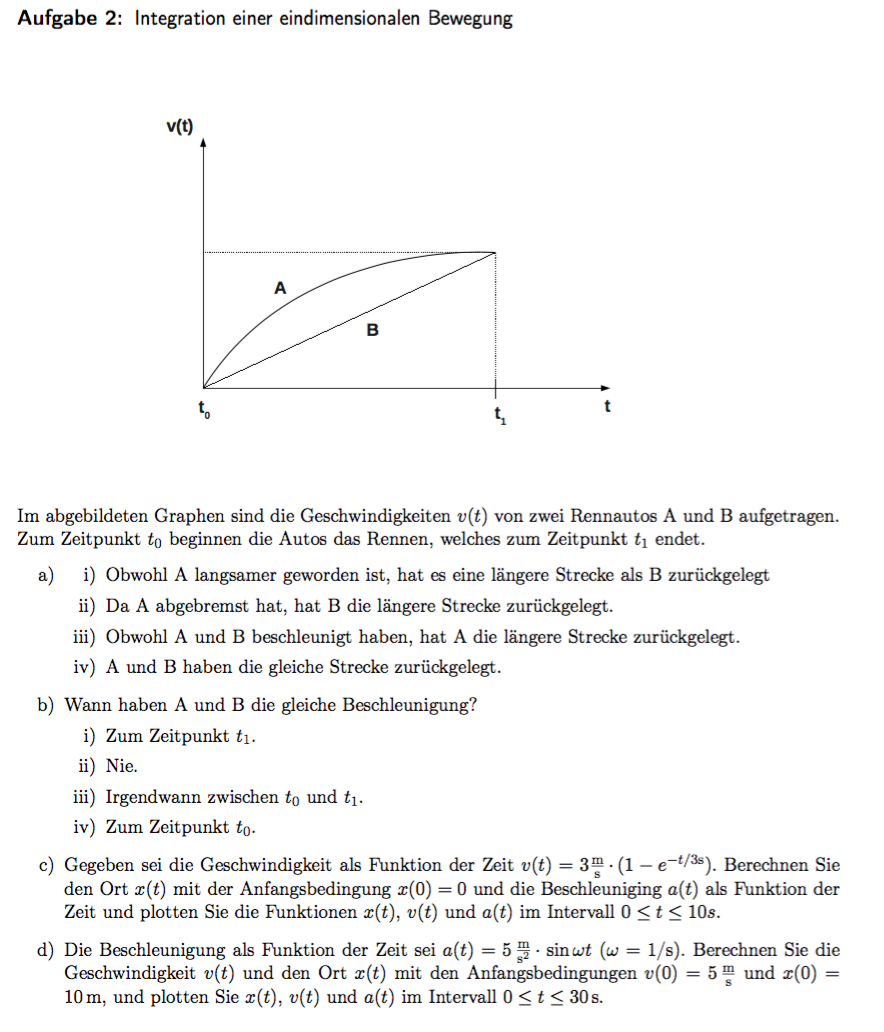 Aufgabe 2: Integration einer eindimensionalen Bewegung
v(t)
A
B
t₀
t₁
t
Im abgebildeten Graphen sind die Geschwindigkeiten v(t) von zwei Rennautos A und B aufgetragen.
Zum Zeitpunkt t₀ beginnen die Autos das Rennen, welches zum Zeitpunkt t₁ endet.
a) i) Obwohl A langsamer geworden ist, hat es eine längere Strecke als B zurückgelegt
ii) Da A abgebremst hat, hat B die längere Strecke zurückgelegt.
iii) Obwohl A und B beschleunigt haben, hat A die längere Strecke zurückgelegt.
iv) A und B haben die gleiche Strecke zurückgelegt.
b) Wann haben A und B die gleiche Beschleunigung?
i) Zum Zeitpunkt t₁.
ii) Nie.
iii) Irgendwann zwischen t₀ und t₁.
iv) Zum Zeitpunkt t₀.
c) Gegeben sei die Geschwindigkeit als Funktion der Zeit v(t) = 3 m/s · (1 − e^(−t/3s)). Berechnen Sie
den Ort x(t) mit der Anfangsbedingung x(0) = 0 und die Beschleuniging a(t) als Funktion der
Zeit und plotten Sie die Funktionen x(t), v(t) und a(t) im Intervall 0 ≤ t ≤ 10s.
d) Die Beschleunigung als Funktion der Zeit sei a(t) = 5 m/s² · sin wt (ω = 1/s). Berechnen Sie die
Geschwindigkeit v(t) und den Ort x(t) mit den Anfangsbedingungen v(0) = 5 m/s und x(0) =
10 m, und plotten Sie x(t), v(t) und a(t) im Intervall 0 ≤ t ≤ 30 s.